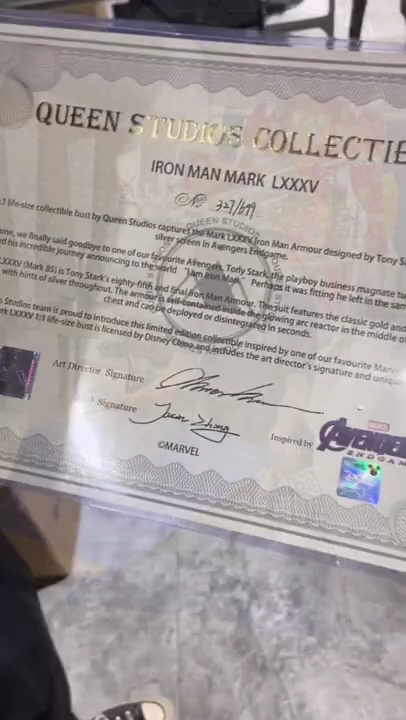 QUEEN STUDIOS COLLECTIE
IRON MAN MARK LXXXV
No 327/699
QUEEN STUDIOS
:1 life-size collectible bust by Queen Studios captures the Mark LXXXV Iron Man Armour designed by Tony S
silver screen in Avengers Endgame.
me, we finally said goodbye to one of our favourite Avengers, Tony Stark, the playboy business magnate tu
ed his incredible journey announcing to the world "I am Iron Man." Perhaps it was fitting he left in the sam
LXXXV (Mark 85) is Tony Stark's eighty-fifth and final Iron Man Armour. The suit features the classic gold and
with hints of silver throughout. The armour is self-contained inside the glowing arc reactor in the middle o
chest and can be deployed or disintegrated in seconds.
n Studios team is proud to introduce this limited edition collectible inspired by one of our favourite Marv
rk LXXXV 1:1 life-size bust is licensed by Disney China and includes the art director's signature and uniq
Art Director Signature
Signature
Inspired by
MARVEL
AVENGE
ENDGAM
©MARVEL